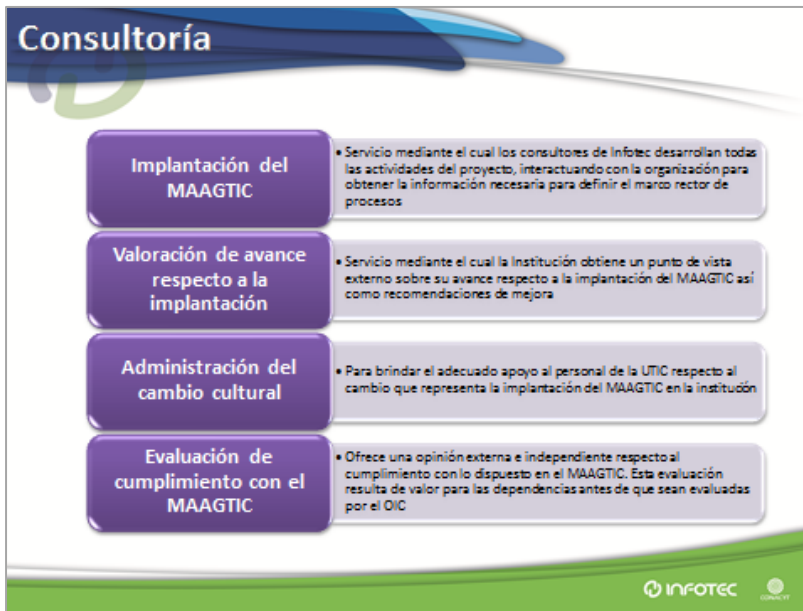 Consultoría
Implantación del
MAAGTIC
• Servicio mediante el cual los consultores de Infotec desarrollan todas
las actividades del proyecto, interactuando con la organización para
obtener la información necesaria para definir el marco rector de
procesos
Valoración de avance
respecto a la
implantación
• Servicio mediante el cual la Institución obtiene un punto de vista
externo sobre su avance respecto a la implantación del MAAGTIC así
como recomendaciones de mejora
Administración del
cambio cultural
• Para brindar el adecuado apoyo al personal de la UTIC respecto al
cambio que representa la implantación del MAAGTIC en la institución
Evaluación de
cumplimiento con el
MAAGTIC
• Ofrece una opinión externa e independiente respecto al
cumplimiento con lo dispuesto en el MAAGTIC. Esta evaluación
resulta de valor para las dependencias antes de que sean evaluadas
por el OIC
INFOTEC
CONACYT